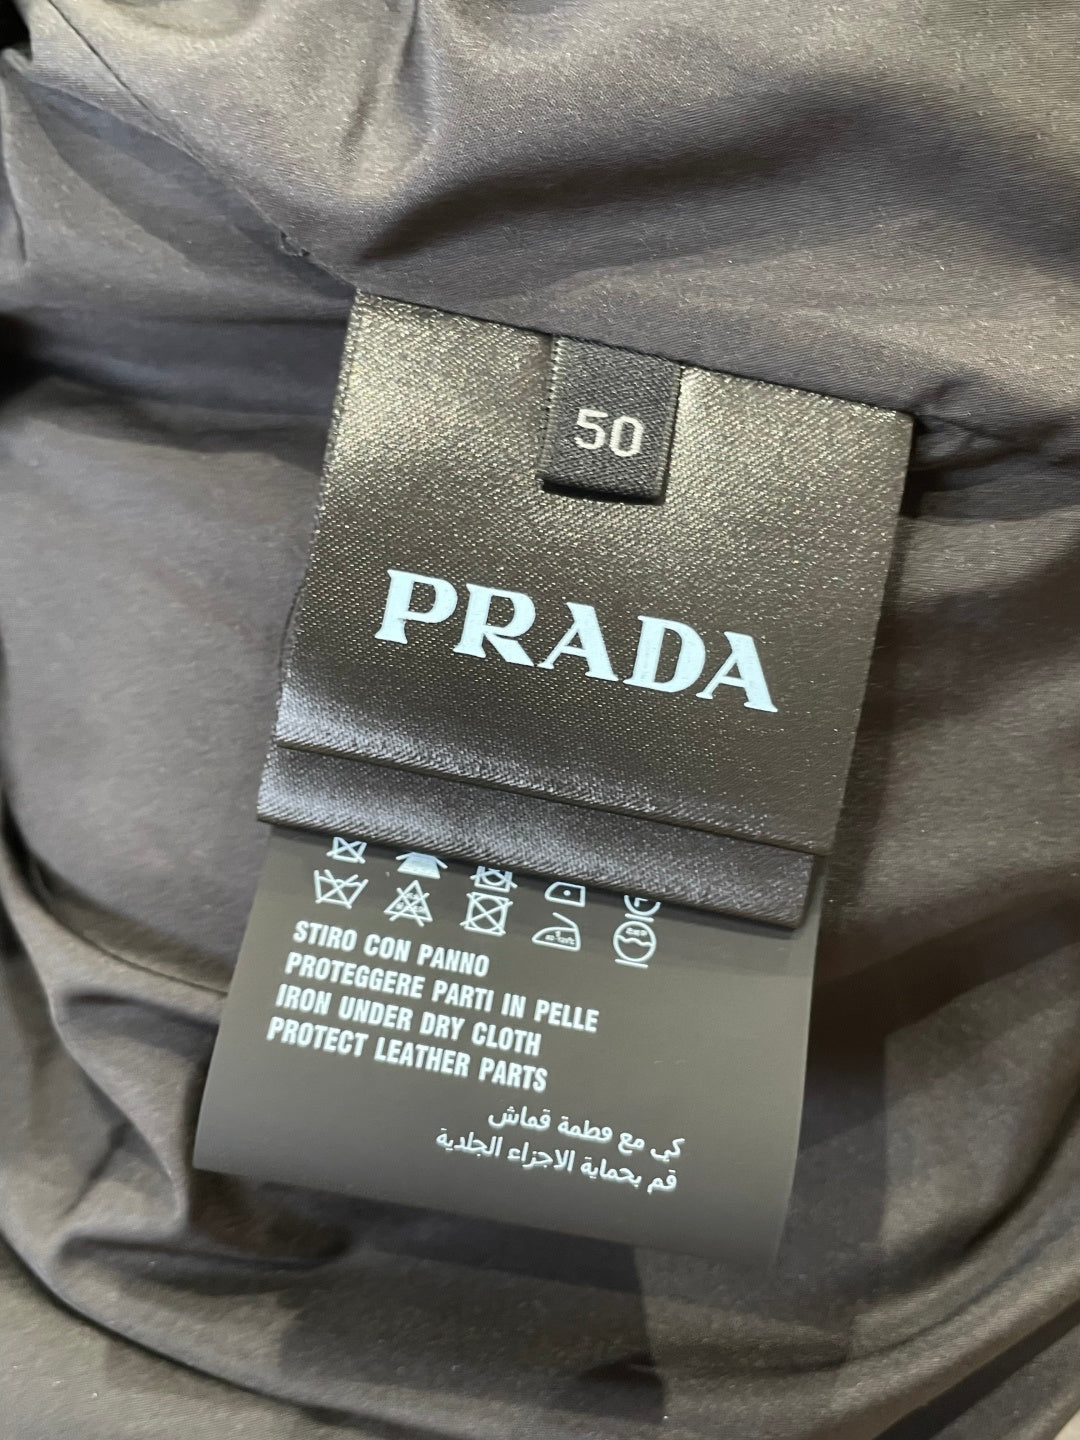 50
PRADA
STIRO CON PANNO
PROTEGGERE PARTI IN PELLE
IRON UNDER DRY CLOTH
PROTECT LEATHER PARTS
كي مع قطمة قماش
قم بحماية الاجزاء الجلدية